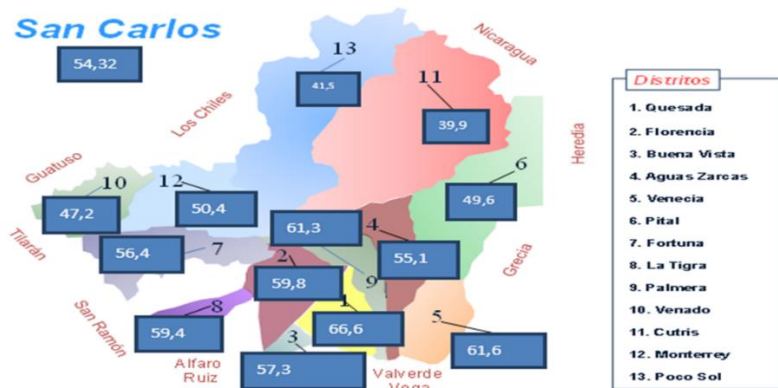 San Carlos
54,32
13
41,5
Nicaragua
11
39,9
Los Chiles
Heredia
Guatuso
10
47,2
12
50,4
6
49,6
Tilarán
56,4
7
61,3
4
55,1
Grecia
2
59,8
9
San Ramón
8
59,4
1
66,6
5
61,6
3
57,3
Alfaro
Ruiz
Valverde
Vega
Distritos
1. Quesada
2. Florencia
3. Buena Vista
4. Aguas Zarcas
5. Venecia
6. Pital
7. Fortuna
8. La Tigra
9. Palmera
10. Venado
11. Cutris
12. Monterrey
13. Poco Sol